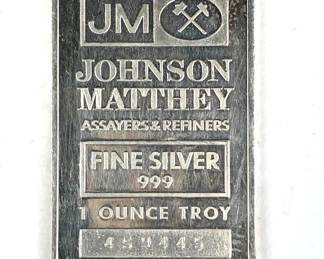 JM
JOHNSON
MATTHEY
ASSAYERS & REFINERS
FINE SILVER
999
1 OUNCE TROY